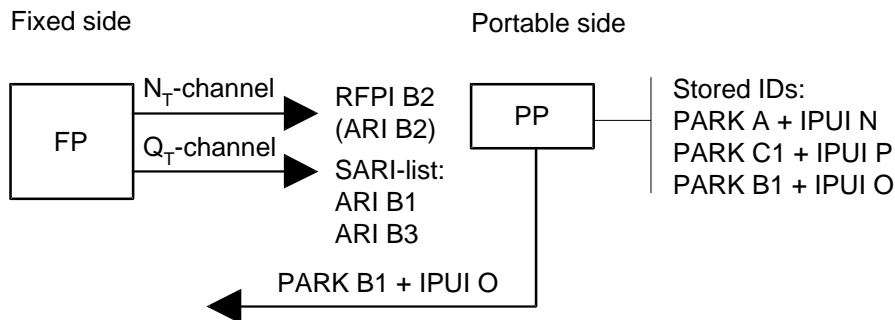 Fixed side
Portable side
N_T-channel
RFPI B2
(ARI B2)
FP
Q_T-channel
SARI-list:
ARI B1
ARI B3
PP
Stored IDs:
PARK A + IPUI N
PARK C1 + IPUI P
PARK B1 + IPUI O
PARK B1 + IPUI O